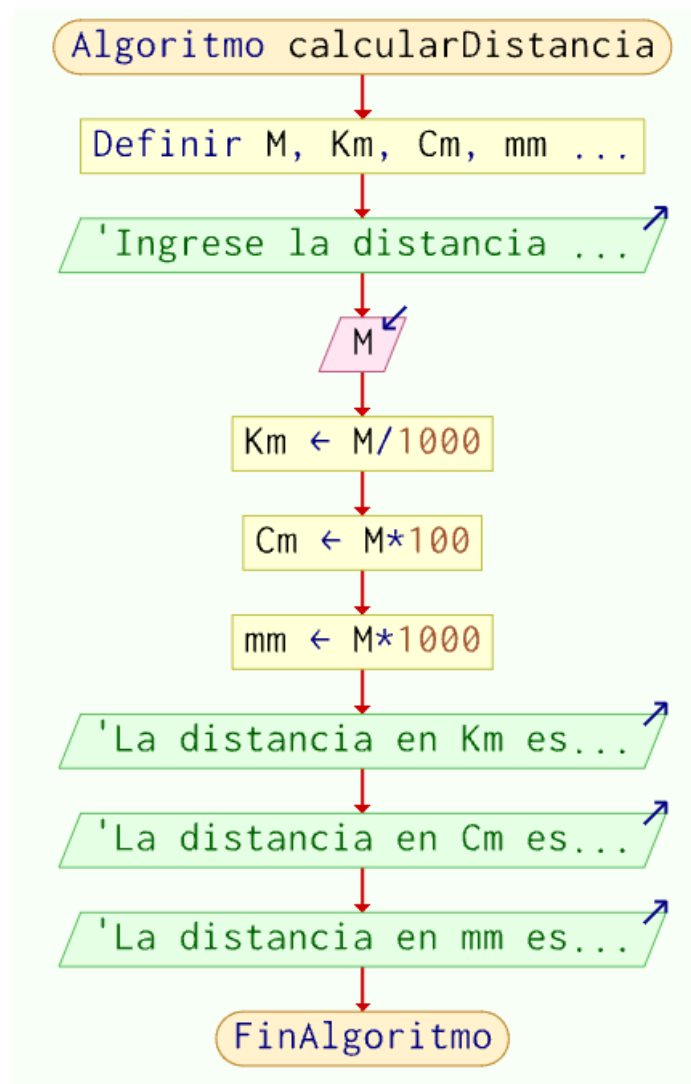 Algoritmo calcularDistancia
Definir M, Km, Cm, mm ...
'Ingrese la distancia ...
M
Km ← M/1000
Cm ← M*100
mm ← M*1000
'La distancia en Km es...
'La distancia en Cm es...
'La distancia en mm es...
FinAlgoritmo